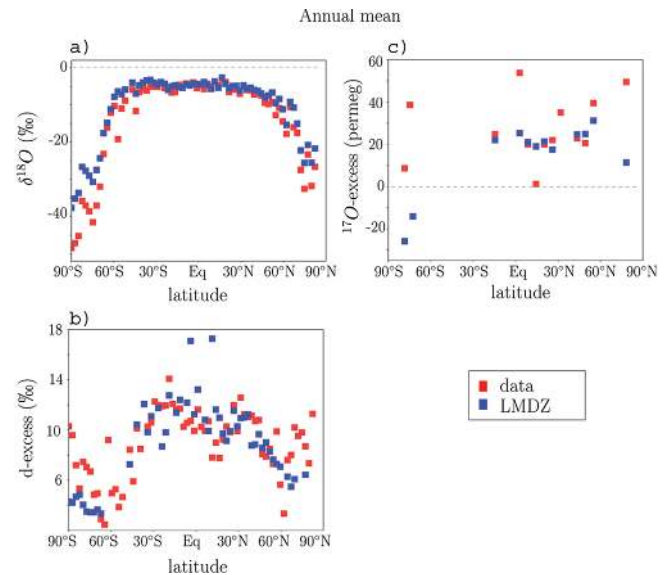 Annual mean
a)
0
-20
-40
δ18O (‰)
90°S 60°S 30°S Eq 30°N 60°N 90°N
latitude
c)
60
40
20
0
-20
17O-excess (permeg)
90°S 60°S 30°S Eq 30°N 60°N 90°N
latitude
b)
18
14
10
6
d-excess (‰)
90°S 60°S 30°S Eq 30°N 60°N 90°N
latitude
data
LMDZ